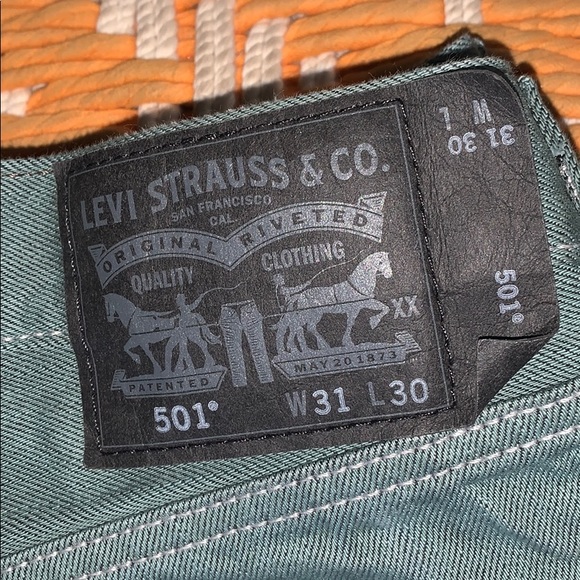 LEVI STRAUSS & CO.
SAN FRANCISCO
CAL
ORIGINAL RIVETED
QUALITY CLOTHING
XX
PATENTED MAY 20 1873
501® W31 L30
W 31
L 30
501®